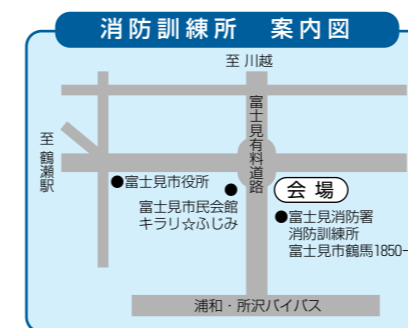 消防訓練所　案内図
至 川越
富士見有料道路
至 鶴瀬駅
●富士見市役所
富士見市民会館
キラリ☆ふじみ
会場
●富士見消防署
消防訓練所
富士見市鶴馬1850-
浦和・所沢バイパス